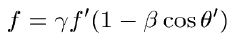 f = γf′(1 − β cos θ′)